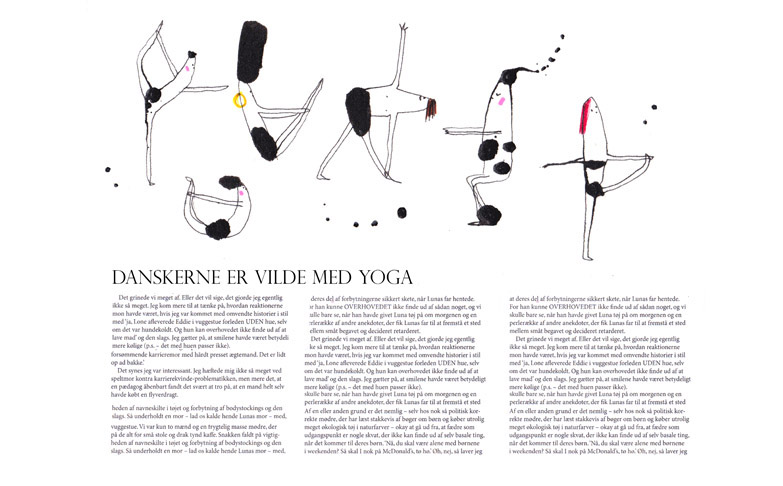 DANSKERNE ER VILDE MED YOGA
Det grinede vi meget af. Eller det vil sige, det gjorde jeg egentlig
ikke så meget. Jeg kom mere til at tænke på, hvordan reaktionerne
mon havde været, hvis jeg var kommet med omvendte historier i stil
med 'ja, Lone afleverede Eddie i vuggestue forleden UDEN hue, selv
om det var hundekoldt. Og hun kan overhovedet ikke finde ud af at
lave mad' og den slags. Jeg gætter på, at smilene havde været betydeli
mere kølige (p.s. – det med huen passer ikke).
forsømmende karrieremor med hårdt presset ægtemand. Det er lidt
op ad bakke.'
Det synes jeg var interessant. Jeg hæftede mig ikke så meget ved
speltmor kontra karrierekvinde-problematikken, men mere det, at
en pædagog åbenbart fandt det svært at tro, at en mand helt selv
havde købt en flyverdragt.
heden af navneskilte i tøjet og forbytning af bodystockings og den
slags. Så underholdt en mor – lad os kalde hende Lunas mor – med,
vuggestue. Vi var kun to mænd og en trygtulig masse mødre, der
på de alt for små stole og drak tynd kaffe. Snakken faldt på vigtig-
heden af navneskilte i tøjet og forbytning af bodystockings og den
slags. Så underholdt en mor – lad os kalde hende Lunas mor – med,
deres del af forbytningerne sikkert skete, når Lunas far hentede.
or han kunne OVERHOVEDET ikke finde ud af sådan noget, og vi
ulle bare se, når han havde givet Luna tøj på om morgenen og en
perlerække af andre anekdoter, der fik Lunas far til at fremstå et sted
ellem småt begavet og decideret retarderet.
Det grinede vi meget af. Eller det vil sige, det gjorde jeg egentlig
ke så meget. Jeg kom mere til at tænke på, hvordan reaktionerne
mon havde været, hvis jeg var kommet med omvendte historier i stil
med 'ja, Lone afleverede Eddie i vuggestue forleden UDEN hue, selv
om det var hundekoldt. Og hun kan overhovedet ikke finde ud af at
lave mad' og den slags. Jeg gætter på, at smilene havde været betydeligt
mere kølige (p.s. – det med huen passer ikke).
skulle bare se, når han havde givet Luna tøj på om morgenen og en
perlerække af andre anekdoter, der fik Lunas far til at fremstå et sted
Af en eller anden grund er det nemlig – selv hos nok så politisk kor-
rekte mødre, der har læst stakkevis af bøger om børn og køber utrolig
meget økologisk tøj i naturfarver – okay at gå ud fra, at fædre som
udgangspunkt er nogle skvat, der ikke kan finde ud af selv basale ting,
når det kommer til deres børn. 'Nå, du skal være alene med børnene
i weekenden? Så skal I nok på McDonald's, to ho.' Øh, nej, så laver jeg
at deres del af forbytningerne sikkert skete, når Lunas far hentede.
For han kunne OVERHOVEDET ikke finde ud af sådan noget, og vi
skulle bare se, når han havde givet Luna tøj på om morgenen og en
perlerække af andre anekdoter, der fik Lunas far til at fremstå et sted
mellem småt begavet og decideret retarderet.
Det grinede vi meget af. Eller det vil sige, det gjorde jeg egentlig
ikke så meget. Jeg kom mere til at tænke på, hvordan reaktionerne
mon havde været, hvis jeg var kommet med omvendte historier i stil
med 'ja, Lone afleverede Eddie i vuggestue forleden UDEN hue, selv
om det var hundekoldt. Og hun kan overhovedet ikke finde ud af at
lave mad' og den slags. Jeg gætter på, at smilene havde været betydeligt
mere kølige (p.s. – det med huen passer ikke).
skulle bare se, når han havde givet Luna tøj på om morgenen og en
perlerække af andre anekdoter, der fik Lunas far til at fremstå et sted
Af en eller anden grund er det nemlig – selv hos nok så politisk kor-
rekte mødre, der har læst stakkevis af bøger om børn og køber utrolig
meget økologisk tøj i naturfarver – okay at gå ud fra, at fædre som
udgangspunkt er nogle skvat, der ikke kan finde ud af selv basale ting,
når det kommer til deres børn. 'Nå, du skal være alene med børnene
i weekenden? Så skal I nok på McDonald's, to ho.' Øh, nej, så laver jeg